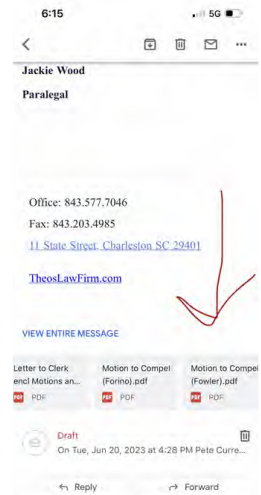 6:15 5G
Jackie Wood
Paralegal
Office: 843.577.7046
Fax: 843.203.4985
11 State Street, Charleston SC 29401
TheosLawFirm.com
VIEW ENTIRE MESSAGE
Letter to Clerk Motion to Compel Motion to Compel
encl Motions an... (Forino).pdf (Fowler).pdf
PDF PDF PDF PDF PDF PDF
Draft
On Tue, Jun 20, 2023 at 4:28 PM Pete Curre...
Reply Forward